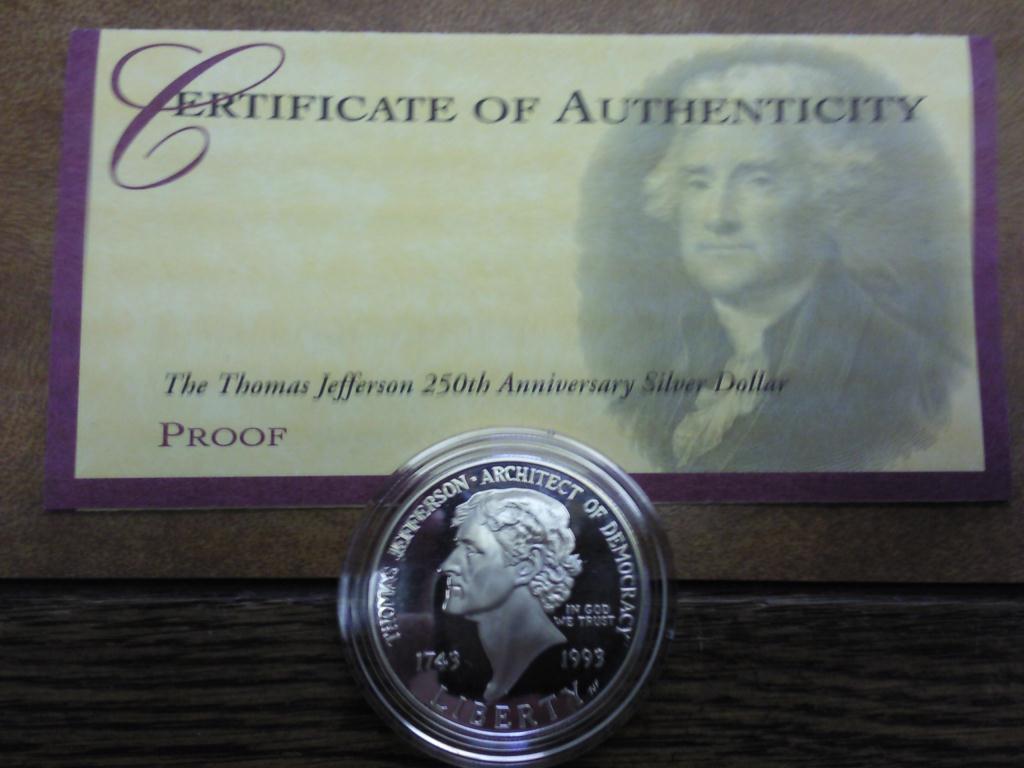 CERTIFICATE OF AUTHENTICITY
The Thomas Jefferson 250th Anniversary Silver Dollar
PROOF
THOMAS JEFFERSON · ARCHITECT OF DEMOCRACY
IN GOD
WE TRUST
1743 1993
LIBERTY